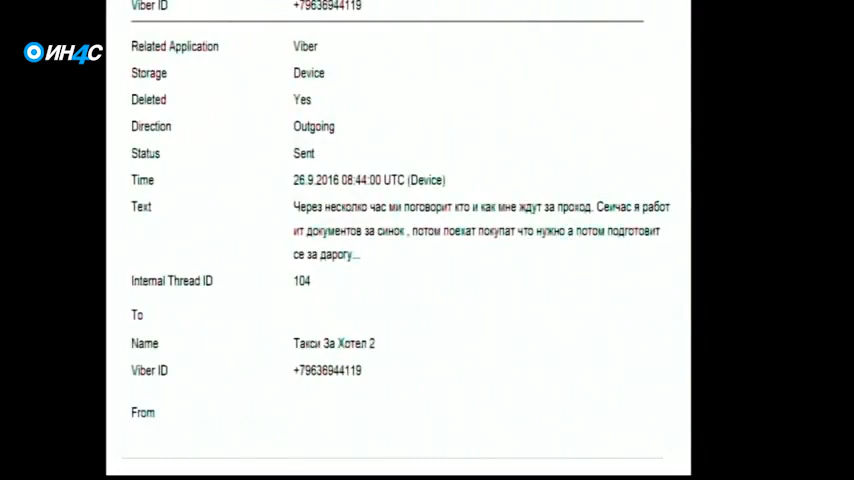 Viber ID +79636944119
ИН4С
Related Application Viber
Storage Device
Deleted Yes
Direction Outgoing
Status Sent
Time 26.9.2016 08:44:00 UTC (Device)
Text Через несколко час ми поговорит кто и как мне ждут за проход. Сеичас я работ
ит документов за синок , потом поехат покупат что нужно а потом подготовит
се за дарогу...
Internal Thread ID 104
To
Name Такси За Хотел 2
Viber ID +79636944119
From